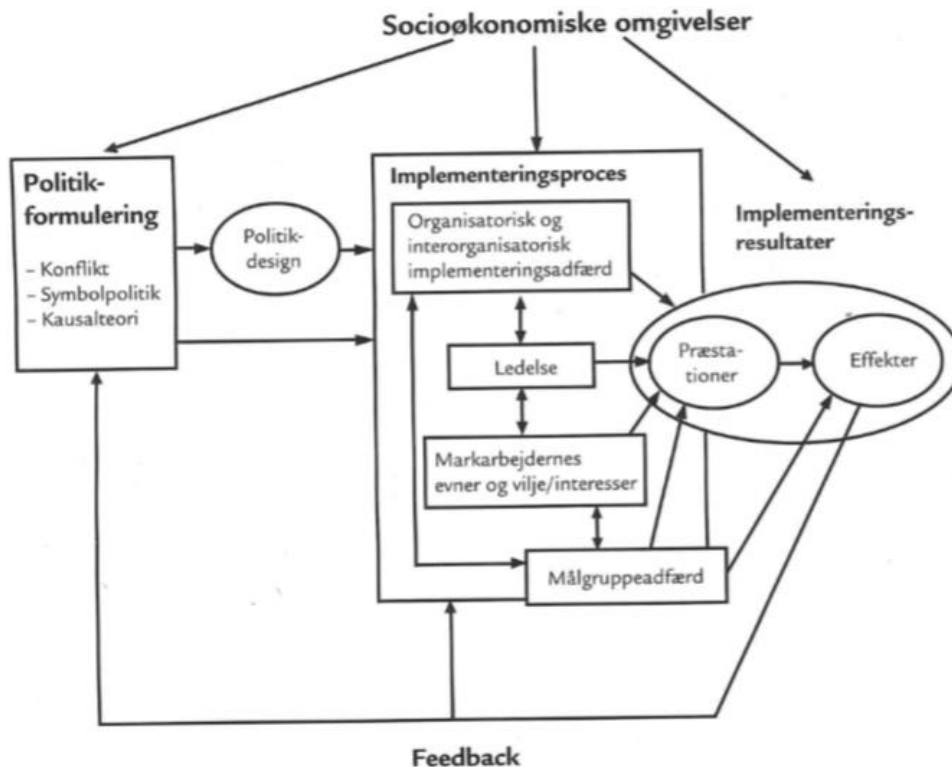 Socioøkonomiske omgivelser
Politik-
formulering
– Konflikt
– Symbolpolitik
– Kausalteori
Politik-
design
Implementeringsproces
Organisatorisk og
interorganisatorisk
implementeringsadfærd
Ledelse
Markarbejdernes
evner og vilje/interesser
Målgruppeadfærd
Implementerings-
resultater
Præsta-
tioner
Effekter
Feedback